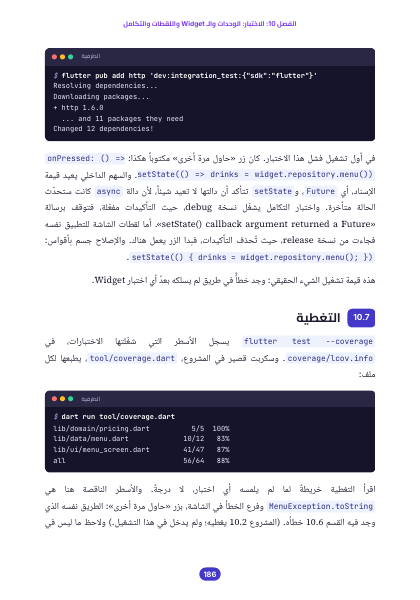 الفصل 10: الاختبار: الوحدات والـ Widget واللقطات والتكامل
الطرفية
$ flutter pub add http 'dev:integration_test:{"sdk":"flutter"}'
Resolving dependencies...
Downloading packages...
+ http 1.6.0
... and 11 packages they need
Changed 12 dependencies!
في أول تشغيل فشل هذا الاختبار. كان زر «حاول مرة أخرى» مكتوباً هكذا: onPressed: () =>
setState(() => drinks = widget.repository.menu()). والسهم الداخلي يعيد قيمة
الإسناد، أي Future، و setState تتأكد أن دالتها لا تعيد شيئاً، لأن دالة async كانت ستحدّث
الحالة متأخرة. واختبار التكامل يشغّل نسخة debug، حيث التأكيدات مفعّلة، فتوقف برسالة
«setState() callback argument returned a Future». أما لقطات الشاشة للتطبيق نفسه
فجاءت من نسخة release، حيث تُحذف التأكيدات، فبدا الزر يعمل هناك. والإصلاح جسم بأقواس:
setState(() { drinks = widget.repository.menu(); }).
هذه قيمة تشغيل الشيء الحقيقي: وجد خطأً في طريق لم يسلكه بعدُ أي اختبار Widget.
10.7 التغطية
flutter test --coverage يسجل الأسطر التي شغّلتها الاختبارات، في
coverage/lcov.info. وسكربت قصير في المشروع، tool/coverage.dart، يطبعها لكل
ملف:
الطرفية
$ dart run tool/coverage.dart
lib/domain/pricing.dart 5/5 100%
lib/data/menu.dart 10/12 83%
lib/ui/menu_screen.dart 41/47 87%
all 56/64 88%
اقرأ التغطية خريطةً لما لم يلمسه أي اختبار، لا درجةً. والأسطر الناقصة هنا هي
MenuException.toString وفرع الخطأ في الشاشة، بزر «حاول مرة أخرى»: الطريق نفسه الذي
وجد فيه القسم 10.6 خطأه. (المشروع 10.2 يغطيه؛ ولم يدخل في هذا التشغيل.) ولاحظ ما ليس في
186